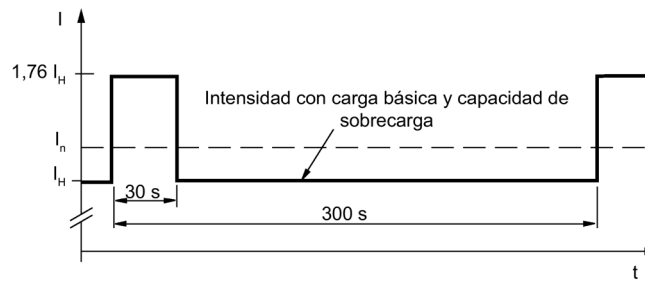 I
1,76 I_H
Intensidad con carga básica y capacidad de
sobrecarga
I_n
I_H
30 s
300 s
t